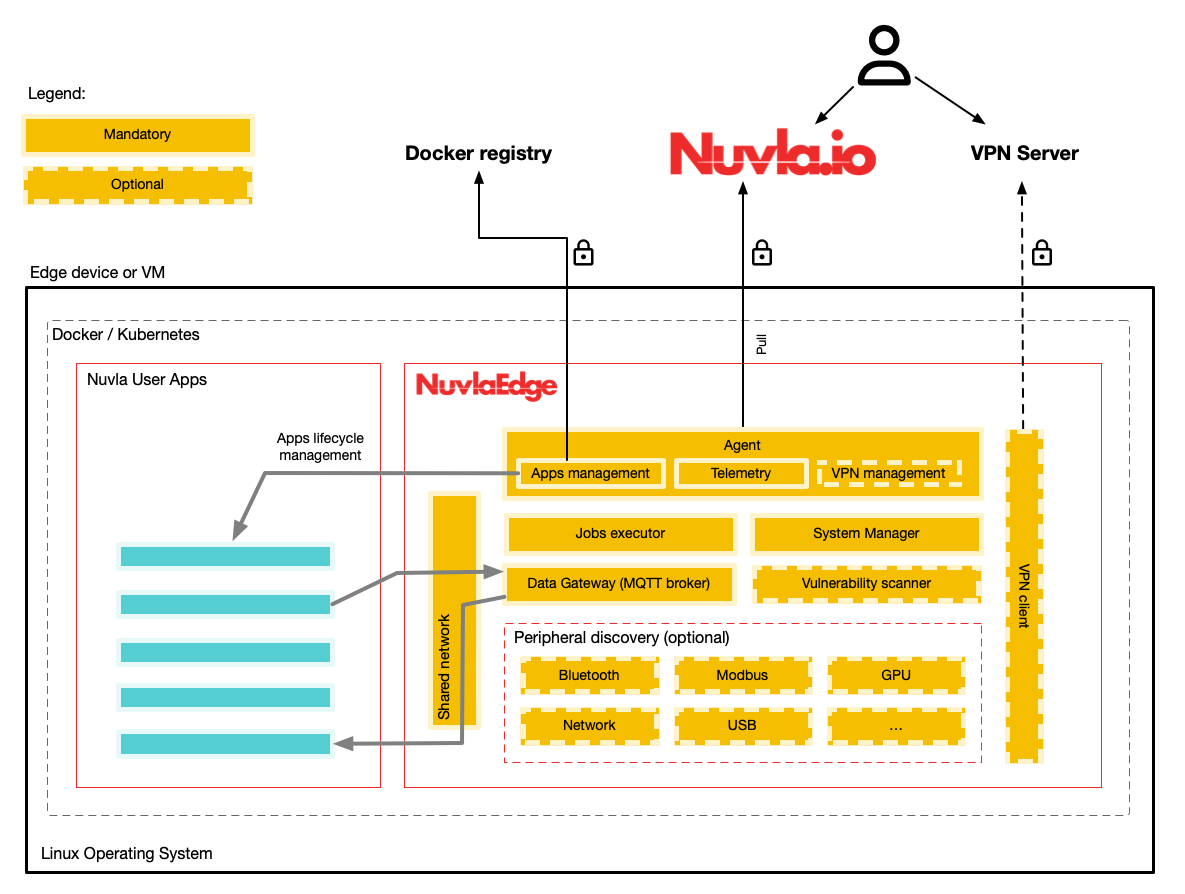 Legend:
Mandatory
Optional
Docker registry
Nuvla.io
VPN Server
Edge device or VM
Pull
Docker / Kubernetes
Nuvla User Apps
NuvlaEdge
Apps lifecycle
management
Agent
Apps management
Telemetry
VPN management
Jobs executor
System Manager
Data Gateway (MQTT broker)
Vulnerability scanner
Shared network
VPN client
Peripheral discovery (optional)
Bluetooth
Modbus
GPU
Network
USB
...
Linux Operating System